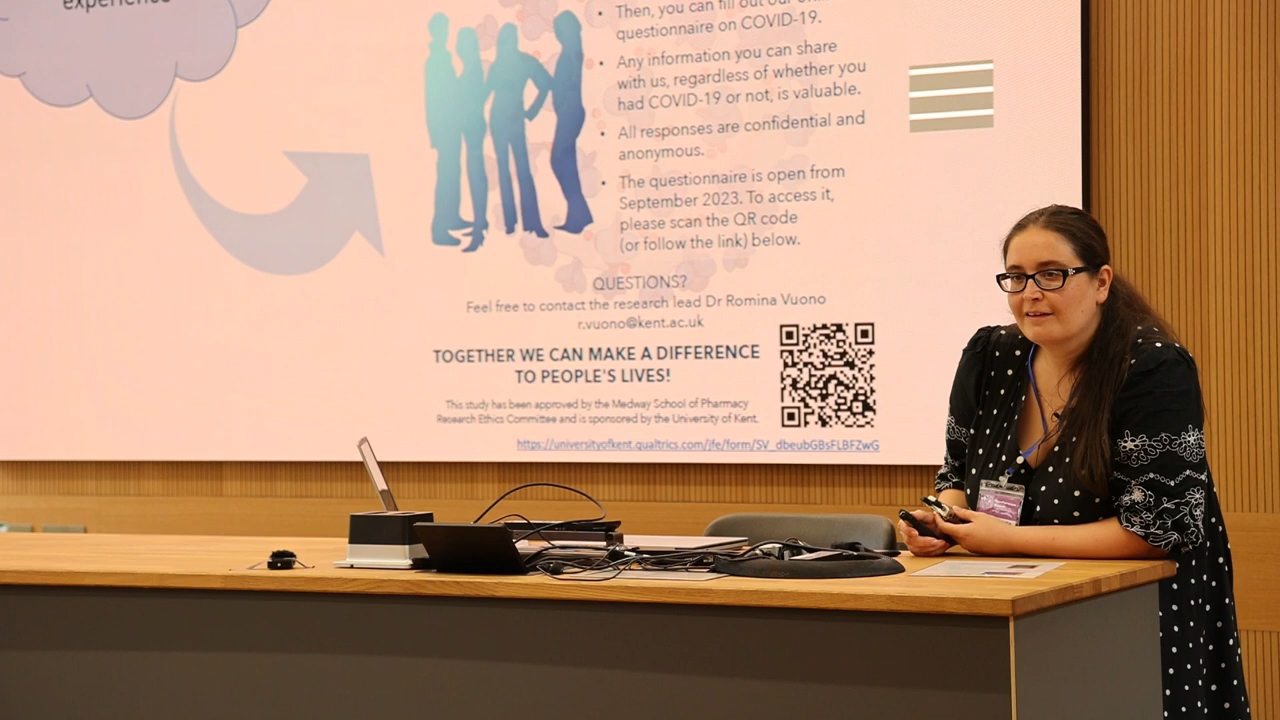 experience
• Then, you can fill out our
questionnaire on COVID-19.
• Any information you can share
with us, regardless of whether you
had COVID-19 or not, is valuable.
• All responses are confidential and
anonymous.
• The questionnaire is open from
September 2023. To access it,
please scan the QR code
(or follow the link) below.
QUESTIONS?
Feel free to contact the research lead Dr Romina Vuono
r.vuono@kent.ac.uk
TOGETHER WE CAN MAKE A DIFFERENCE
TO PEOPLE'S LIVES!
This study has been approved by the Medway School of Pharmacy
Research Ethics Committee and is sponsored by the University of Kent.
https://universityofkent.qualtrics.com/jfe/form/SV_dbeubGBsFLBFZwG